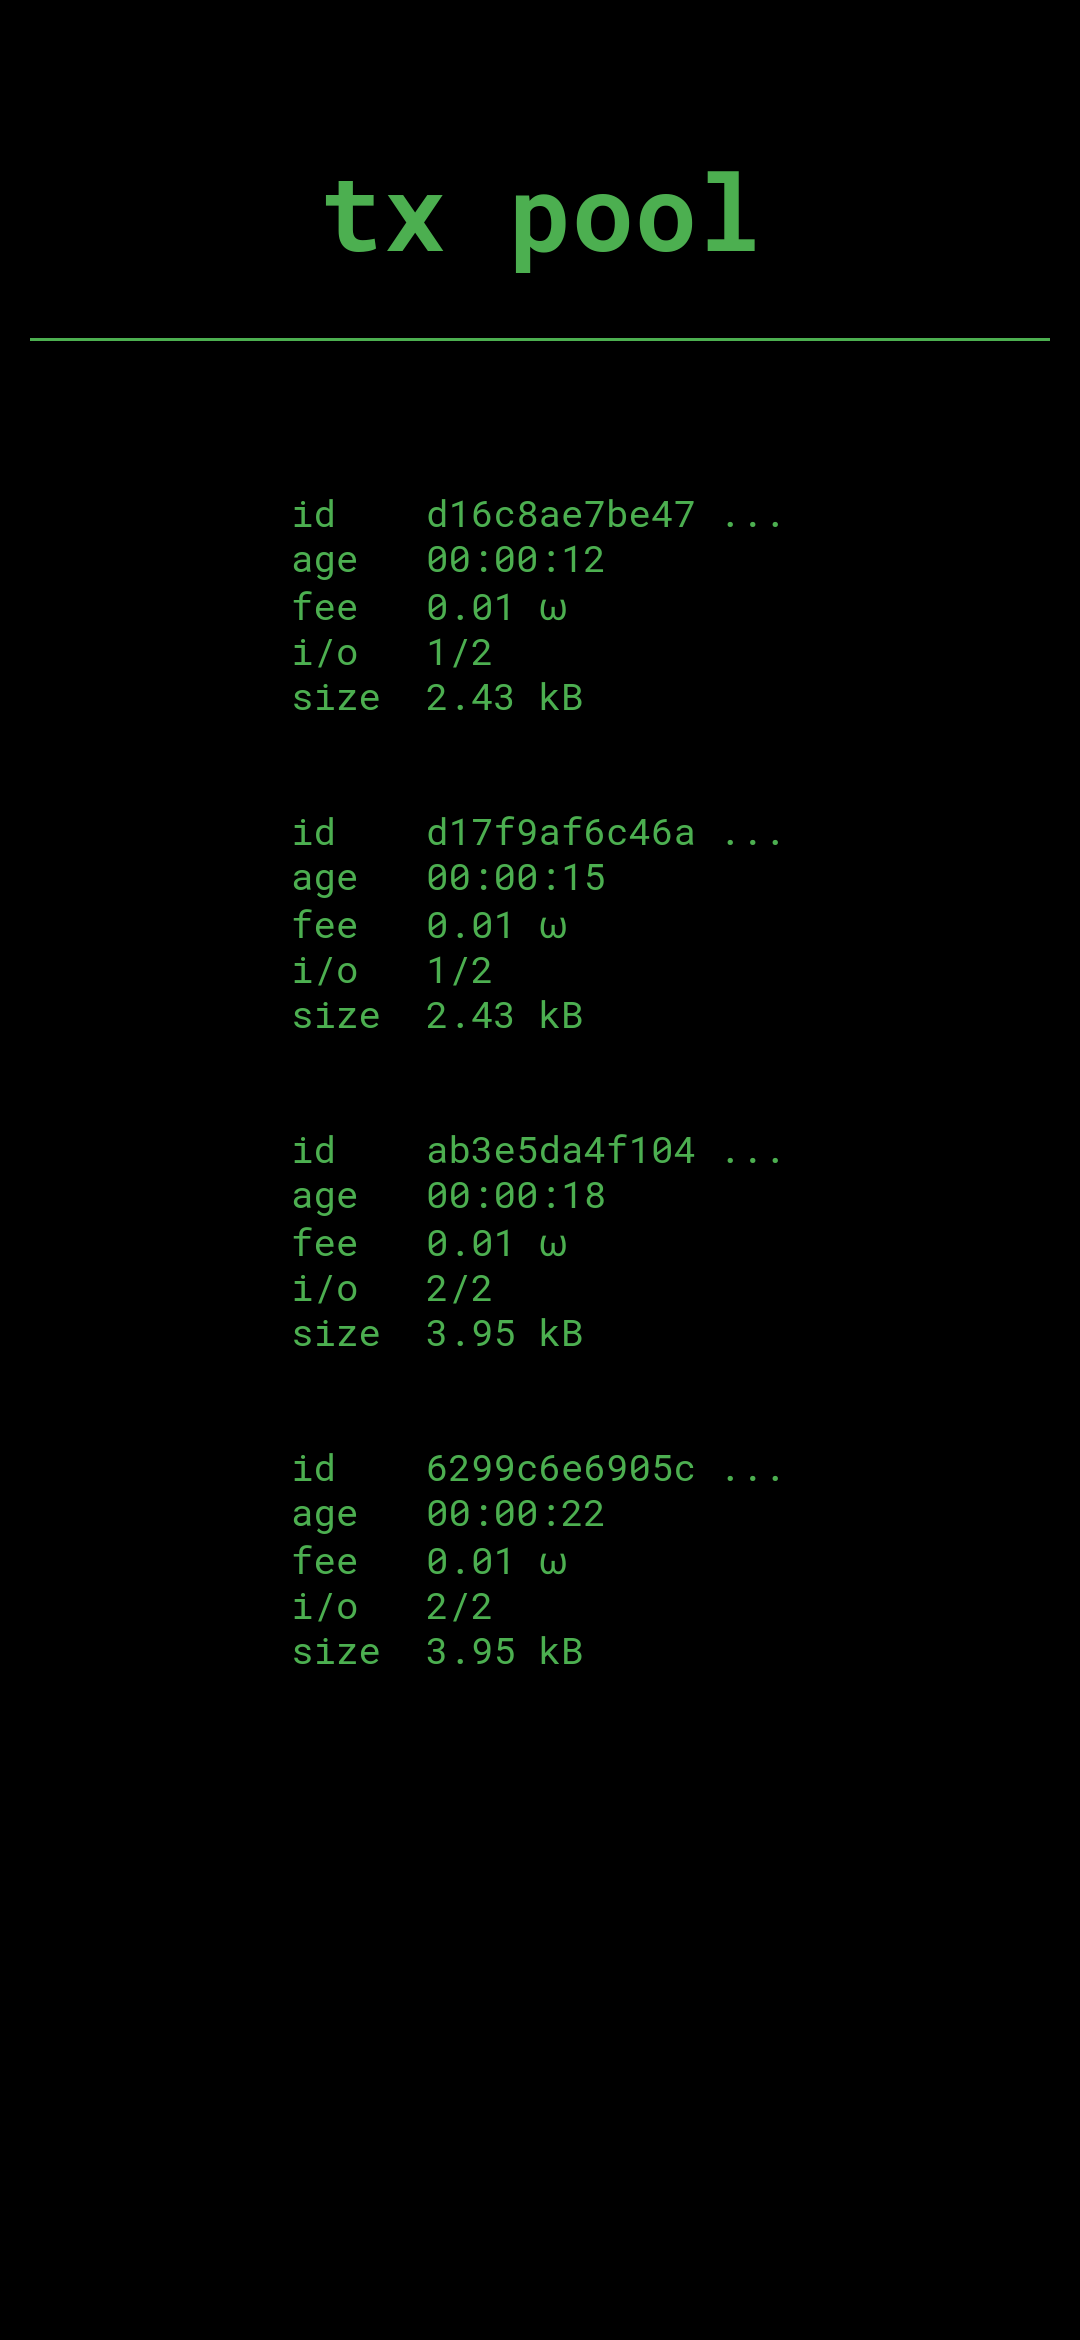 tx pool
id d16c8ae7be47 ...
age 00:00:12
fee 0.01 ω
i/o 1/2
size 2.43 kB
id d17f9af6c46a ...
age 00:00:15
fee 0.01 ω
i/o 1/2
size 2.43 kB
id ab3e5da4f104 ...
age 00:00:18
fee 0.01 ω
i/o 2/2
size 3.95 kB
id 6299c6e6905c ...
age 00:00:22
fee 0.01 ω
i/o 2/2
size 3.95 kB